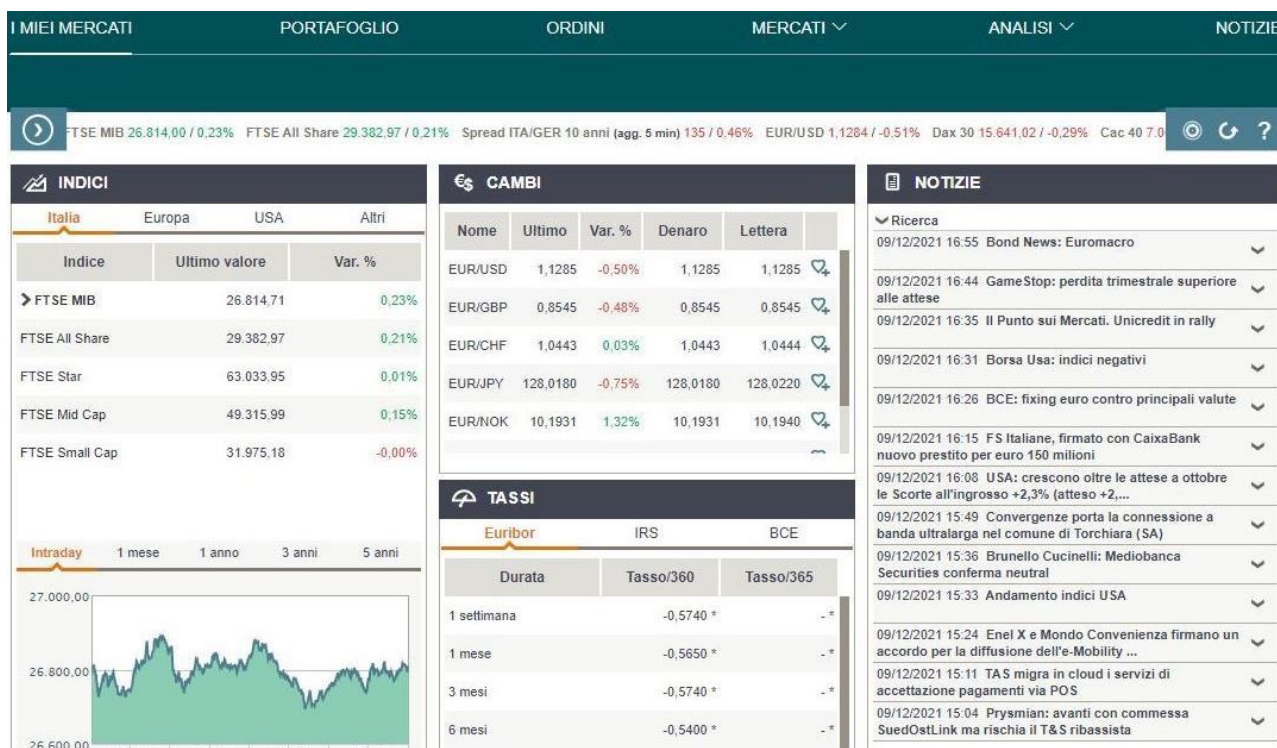 I MIEI MERCATI PORTAFOGLIO ORDINI MERCATI ANALISI NOTIZIE
FTSE MIB 26.814,00 / 0,23% FTSE All Share 29.382,97 / 0,21% Spread ITA/GER 10 anni (agg. 5 min) 135 / 0,46% EUR/USD 1,1284 / -0,51% Dax 30 15.641,02 / -0,29% Cac 40 7.0
?
INDICI
Italia Europa USA Altri
Indice Ultimo valore Var. %
FTSE MIB 26.814,71 0,23%
FTSE All Share 29.382,97 0,21%
FTSE Star 63.033,95 0,01%
FTSE Mid Cap 49.315,99 0,15%
FTSE Small Cap 31.975,18 -0,00%
Intraday 1 mese 1 anno 3 anni 5 anni
27.000,00
26.800,00
26.600,00
€$ CAMBI
Nome Ultimo Var. % Denaro Lettera
EUR/USD 1,1285 -0,50% 1,1285 1,1285
EUR/GBP 0,8545 -0,48% 0,8545 0,8545
EUR/CHF 1,0443 0,03% 1,0443 1,0444
EUR/JPY 128,0180 -0,75% 128,0180 128,0220
EUR/NOK 10,1931 1,32% 10,1931 10,1940
TASSI
Euribor IRS BCE
Durata Tasso/360 Tasso/365
1 settimana -0,5740 * - *
1 mese -0,5650 * - *
3 mesi -0,5740 * - *
6 mesi -0,5400 * - *
NOTIZIE
Ricerca
09/12/2021 16:55 Bond News: Euromacro
09/12/2021 16:44 GameStop: perdita trimestrale superiore
alle attese
09/12/2021 16:35 Il Punto sui Mercati. Unicredit in rally
09/12/2021 16:31 Borsa Usa: indici negativi
09/12/2021 16:26 BCE: fixing euro contro principali valute
09/12/2021 16:15 FS Italiane, firmato con CaixaBank
nuovo prestito per euro 150 milioni
09/12/2021 16:08 USA: crescono oltre le attese a ottobre
le Scorte all'ingrosso +2,3% (atteso +2,...
09/12/2021 15:49 Convergenze porta la connessione a
banda ultralarga nel comune di Torchiara (SA)
09/12/2021 15:36 Brunello Cucinelli: Mediobanca
Securities conferma neutral
09/12/2021 15:33 Andamento indici USA
09/12/2021 15:24 Enel X e Mondo Convenienza firmano un
accordo per la diffusione dell'e-Mobility ...
09/12/2021 15:11 TAS migra in cloud i servizi di
accettazione pagamenti via POS
09/12/2021 15:04 Prysmian: avanti con commessa
SuedOstLink ma rischia il T&S ribassista